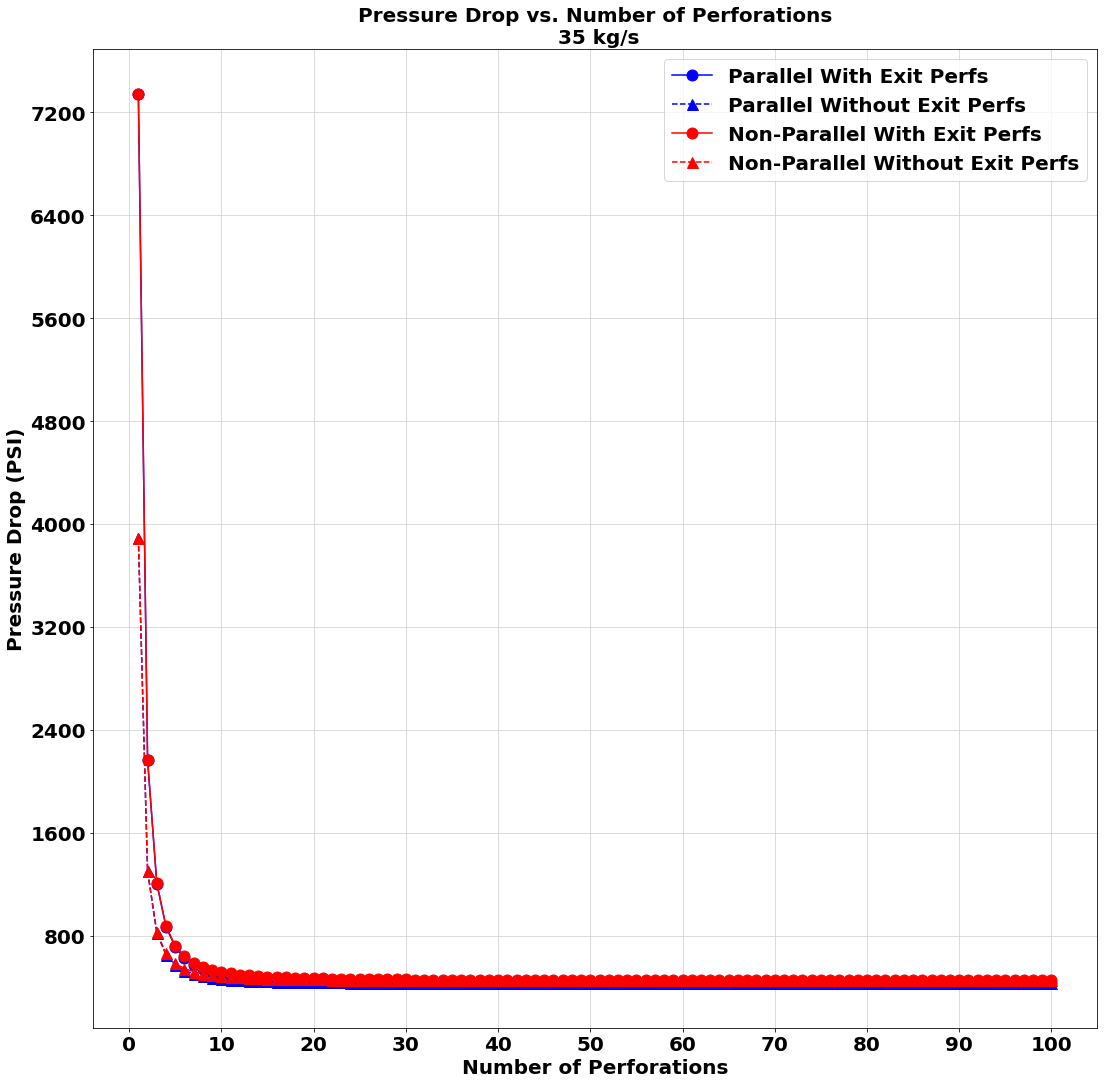 Pressure Drop vs. Number of Perforations
35 kg/s
Parallel With Exit Perfs
Parallel Without Exit Perfs
Non-Parallel With Exit Perfs
Non-Parallel Without Exit Perfs
7200
6400
5600
4800
4000
3200
2400
1600
800
Pressure Drop (PSI)
0 10 20 30 40 50 60 70 80 90 100
Number of Perforations